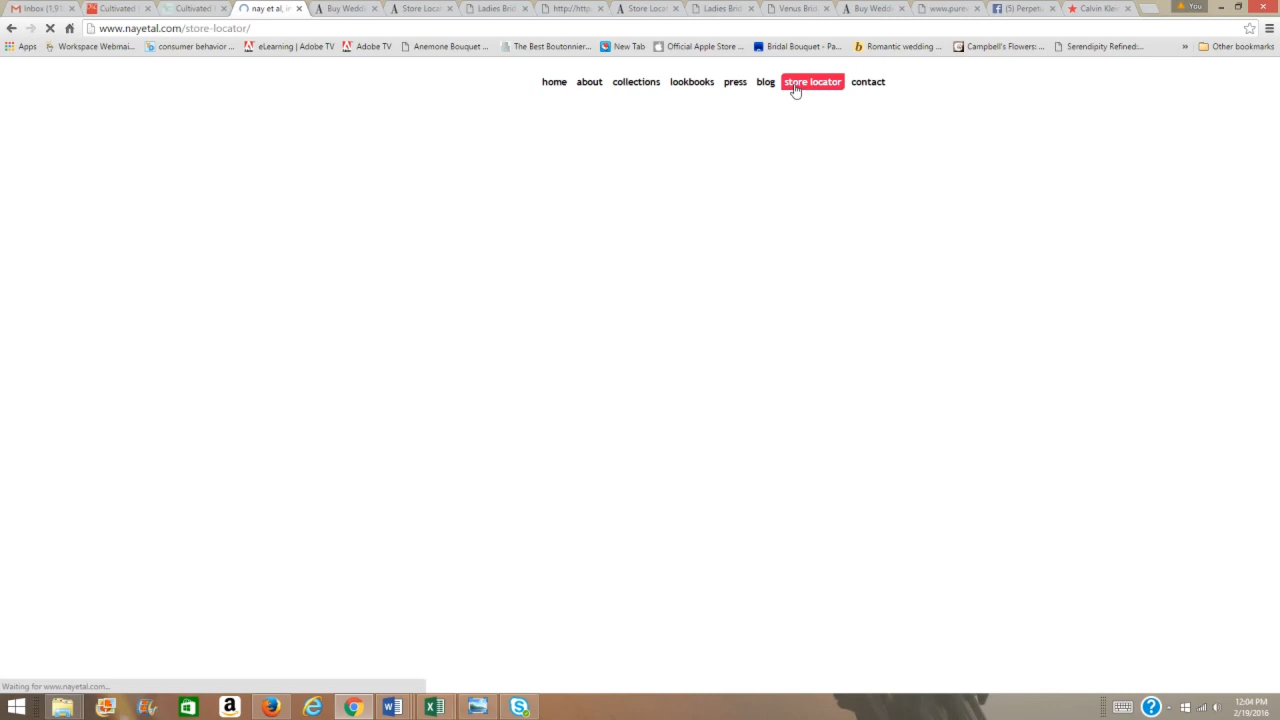 Inbox (1,91 Cultivated Cultivated nay et al, in Buy Weddi Store Locat Ladies Brid http://http Store Locat Ladies Brid Venus Brid Buy Weddi www.puree (5) Perpetu Calvin Klein You
www.nayetal.com/store-locator/
Apps Workspace Webmai... consumer behavior ... eLearning | Adobe TV Adobe TV Anemone Bouquet ... The Best Boutonnier... New Tab Official Apple Store ... Bridal Bouquet - Pa... Romantic wedding ... Campbell's Flowers: ... Serendipity Refined:... » Other bookmarks
home about collections lookbooks press blog store locator contact
Waiting for www.nayetal.com...
12:04 PM
2/19/2016